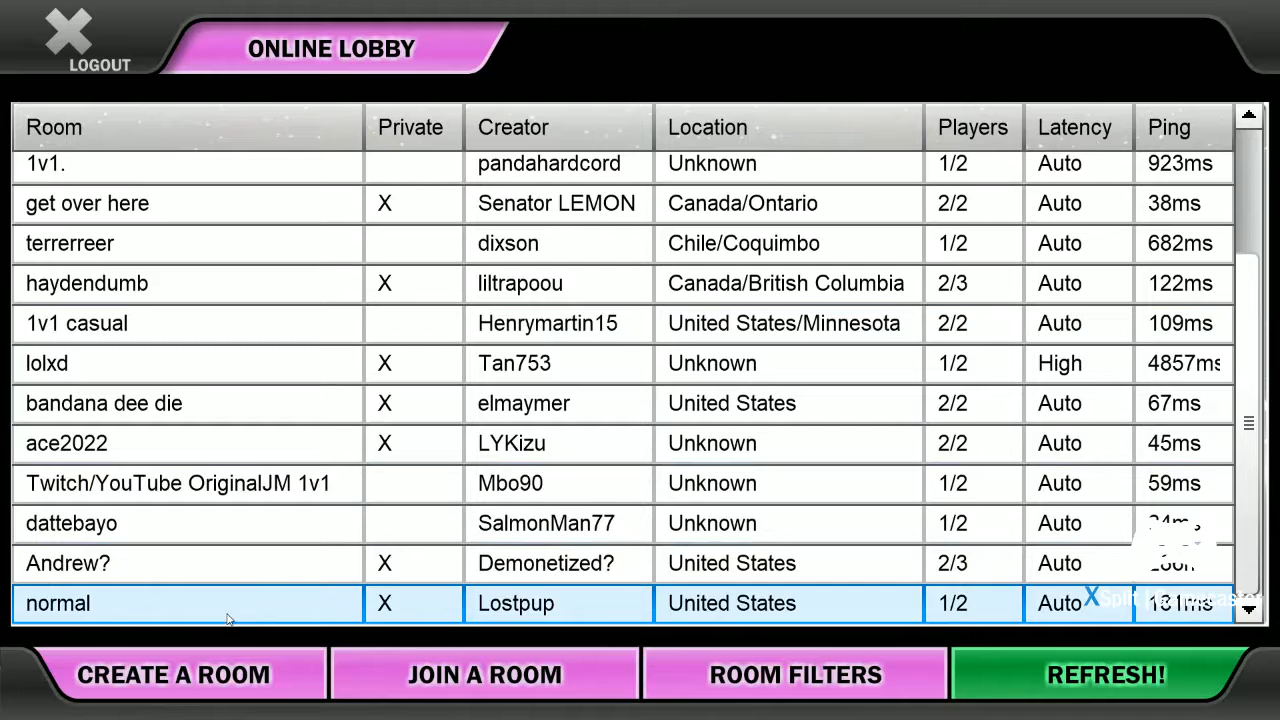 LOGOUT
ONLINE LOBBY
Room Private Creator Location Players Latency Ping
1v1. pandahardcord Unknown 1/2 Auto 923ms
get over here X Senator LEMON Canada/Ontario 2/2 Auto 38ms
terrerreer dixson Chile/Coquimbo 1/2 Auto 682ms
haydendumb X liltrapoou Canada/British Columbia 2/3 Auto 122ms
1v1 casual Henrymartin15 United States/Minnesota 2/2 Auto 109ms
lolxd X Tan753 Unknown 1/2 High 4857ms
bandana dee die X elmaymer United States 2/2 Auto 67ms
ace2022 X LYKizu Unknown 2/2 Auto 45ms
Twitch/YouTube OriginalJM 1v1 Mbo90 Unknown 1/2 Auto 59ms
dattebayo SalmonMan77 Unknown 1/2 Auto
Andrew? X Demonetized? United States 2/3 Auto
normal X Lostpup United States 1/2 Auto
XSplit | Gamecaster
CREATE A ROOM JOIN A ROOM ROOM FILTERS REFRESH!